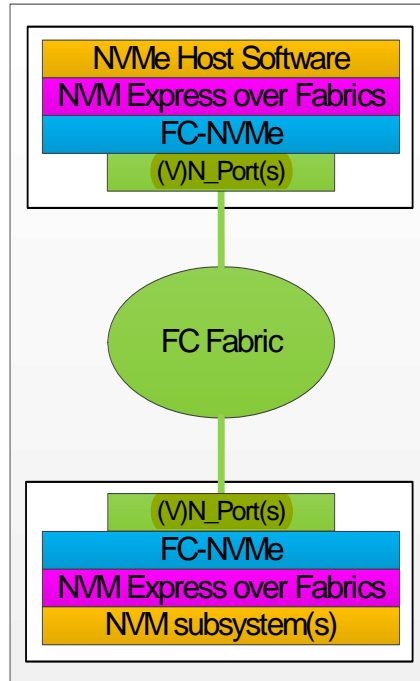 NVMe Host Software
NVM Express over Fabrics
FC-NVMe
(V)N_Port(s)
FC Fabric
(V)N_Port(s)
FC-NVMe
NVM Express over Fabrics
NVM subsystem(s)